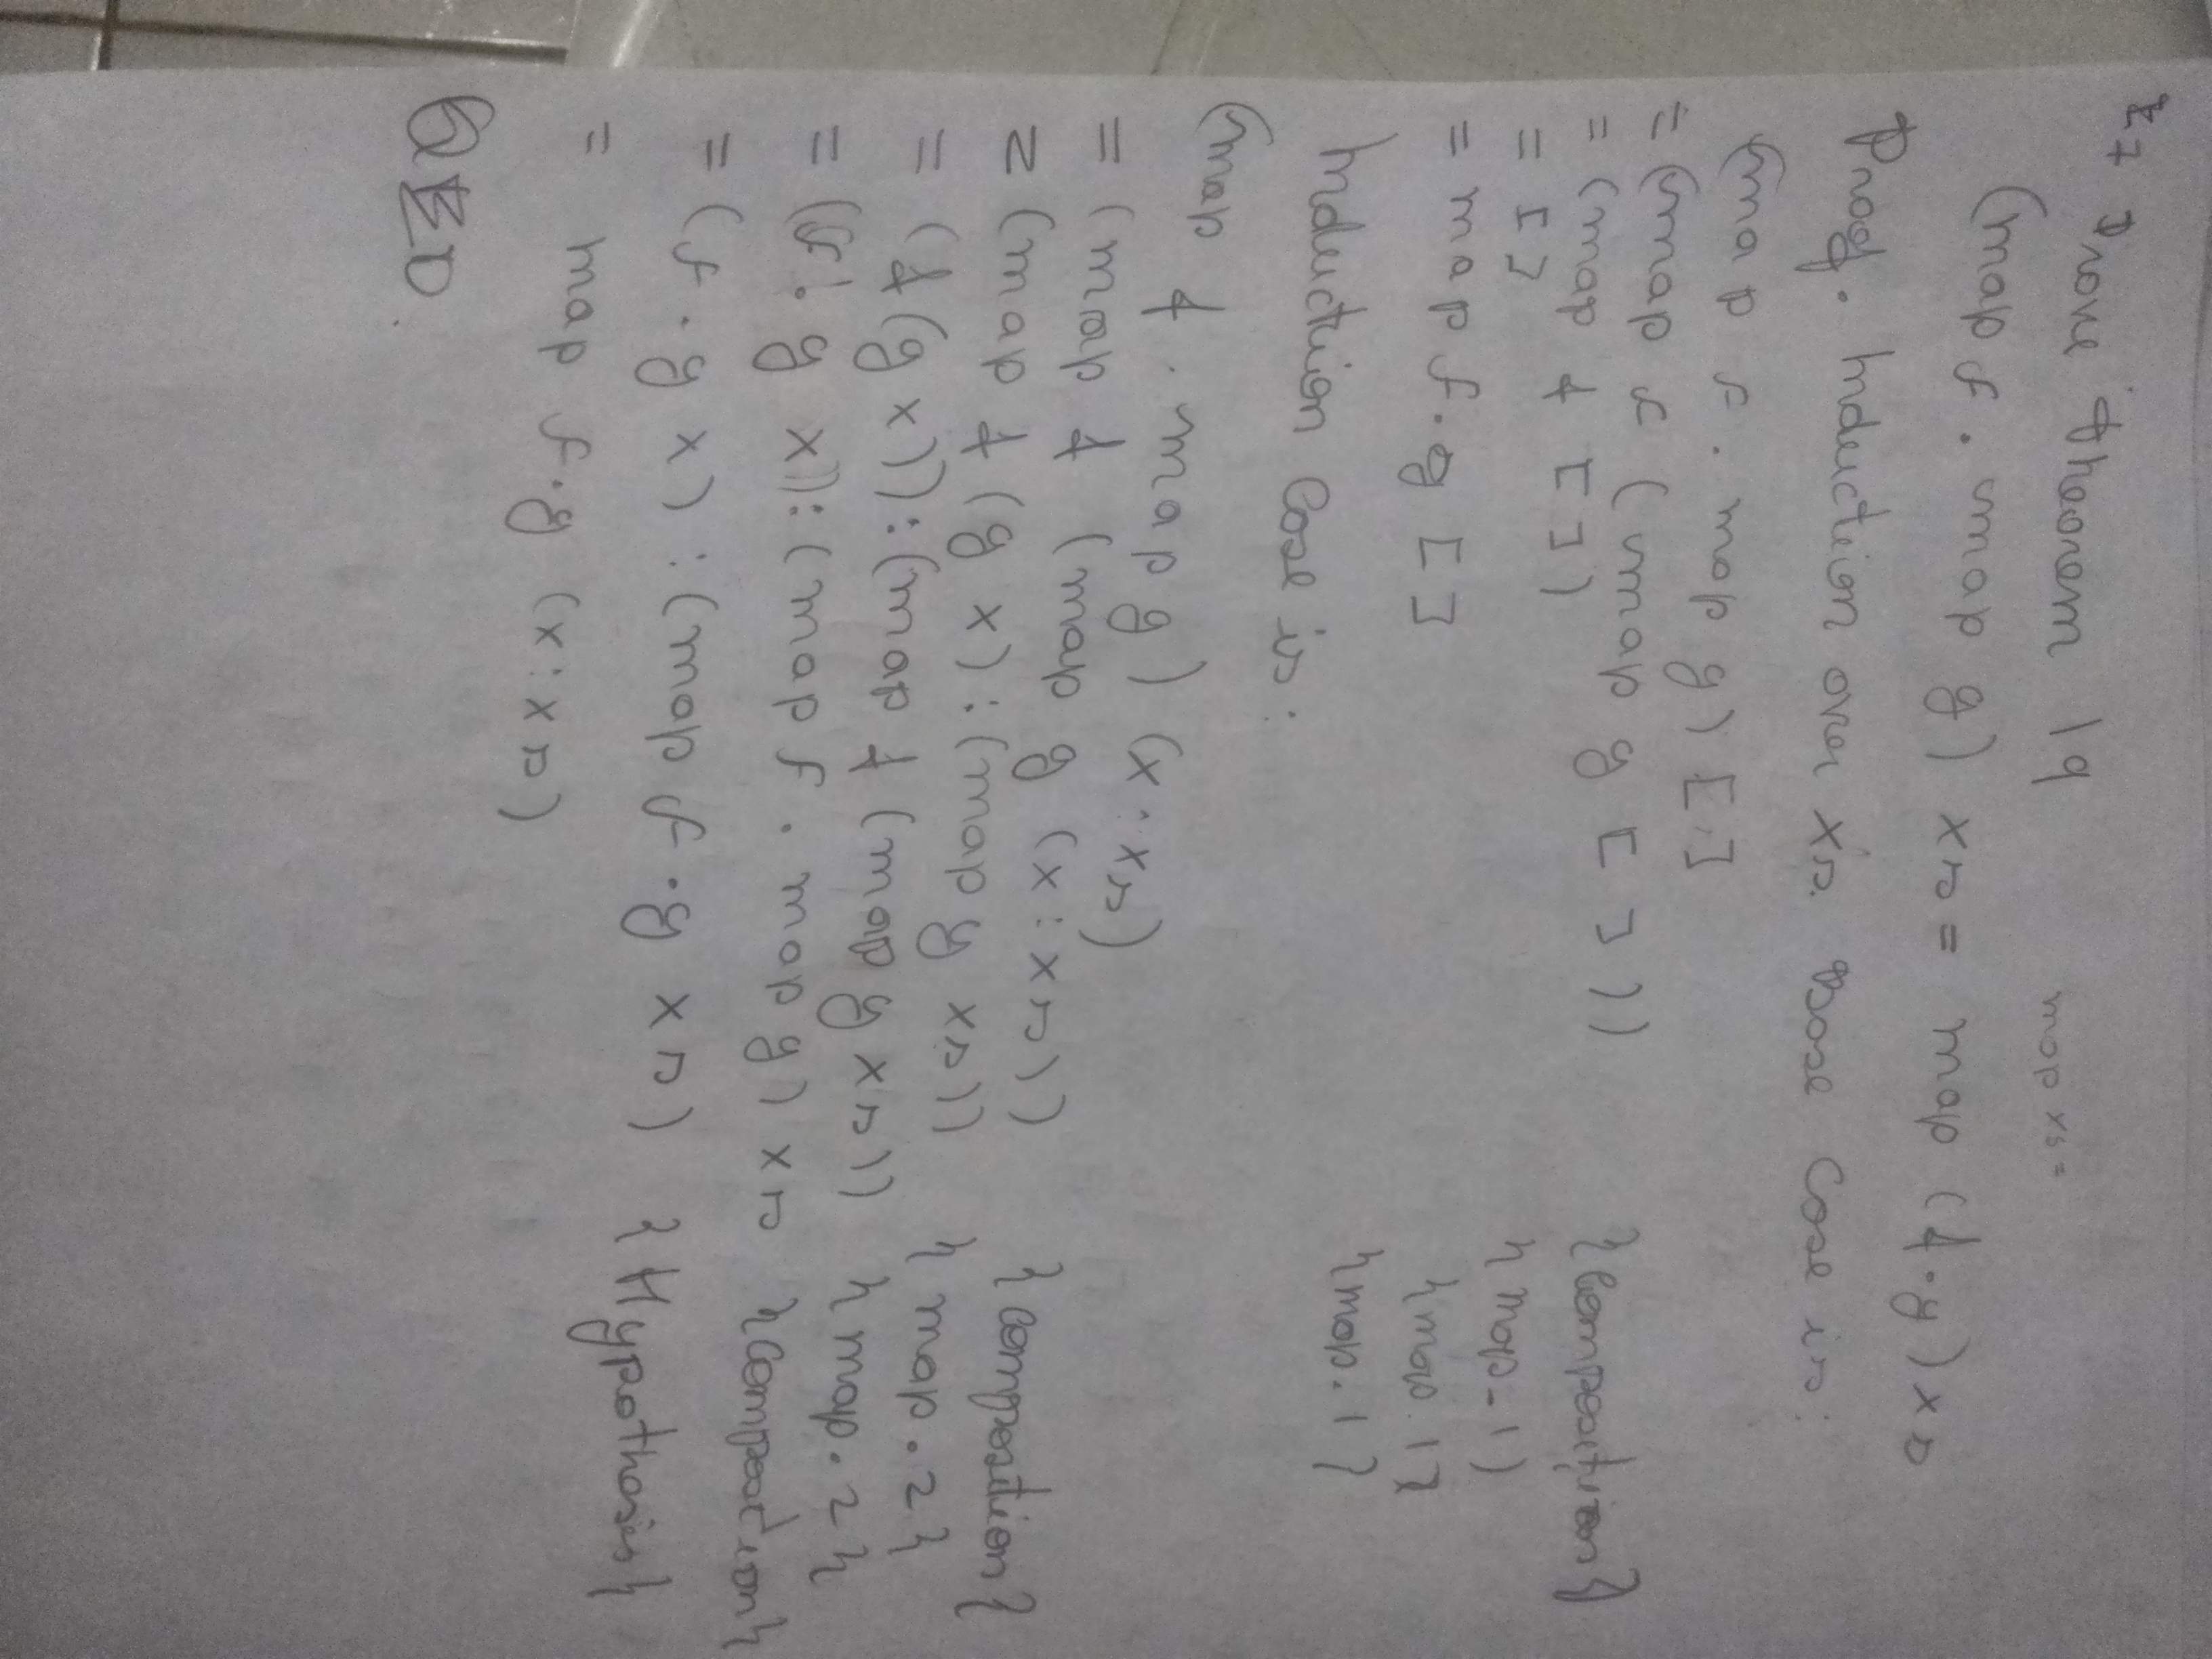 E7 Prove theorem 19
map xs =
(map f . map g) xs = map (f.g) xs
Proof. Induction over xs. Base Case is:
(map f . map g) []
= (map f (map g [ ])) {composition}
= (map f []) {map.1}
= [] {map.1}
= map f.g [] {map.1}
Induction Case is:
(map f . map g) (x:xs)
= (map f (map g (x:xs)) {composition}
= (map f (g x):(map g xs)) {map.2}
= (f(g x)):(map f (map g xs)) {map.2}
= (f. g x):(map f . map g) xs {composition}
= (f.g x):(map f.g xs) {Hypothesis}
= map f.g (x:xs)
QED.